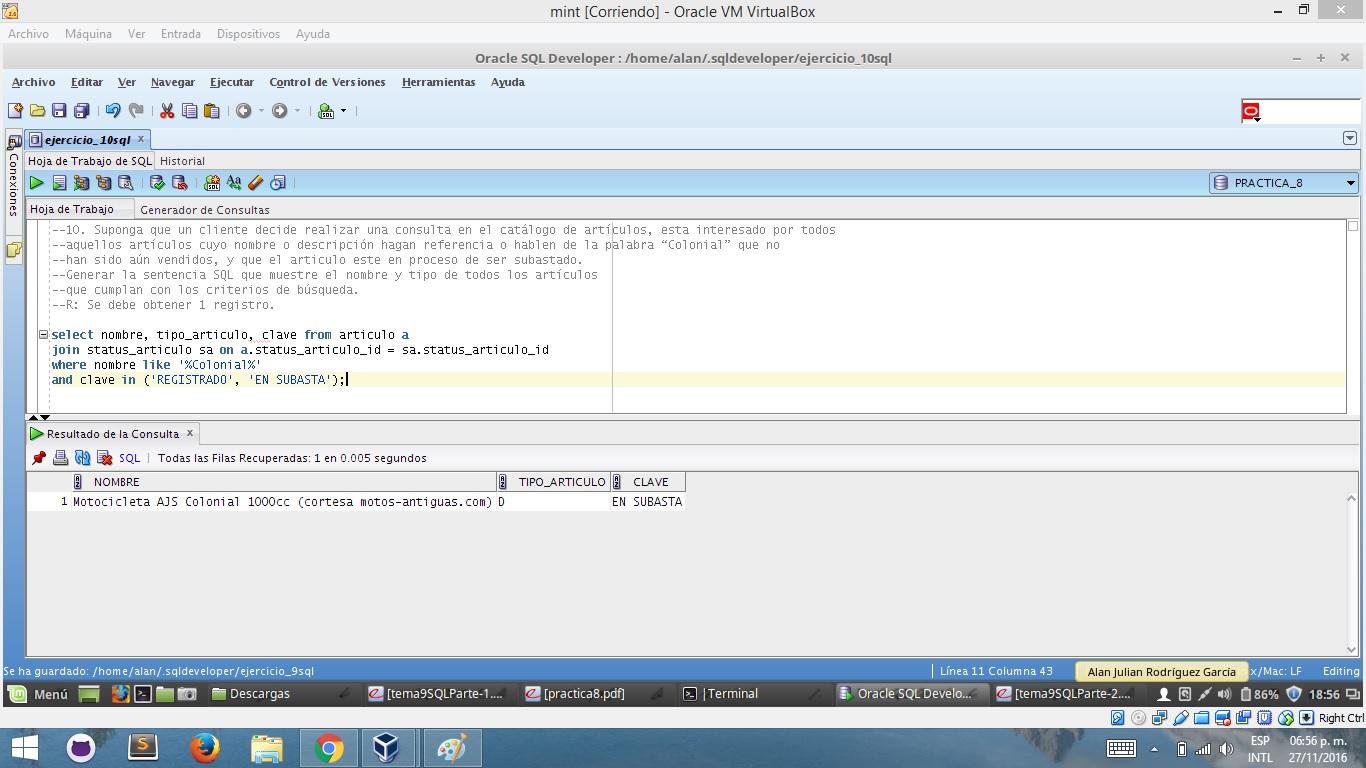 mint [Corriendo] - Oracle VM VirtualBox
Archivo Máquina Ver Entrada Dispositivos Ayuda
Oracle SQL Developer : /home/alan/.sqldeveloper/ejercicio_10sql
Archivo Editar Ver Navegar Ejecutar Control de Versiones Herramientas Ayuda
ejercicio_10sql
Conexiones
Hoja de Trabajo de SQL Historial
PRACTICA_8
Hoja de Trabajo Generador de Consultas
--10. Suponga que un cliente decide realizar una consulta en el catálogo de artículos, esta interesado por todos
--aquellos artículos cuyo nombre o descripción hagan referencia o hablen de la palabra “Colonial” que no
--han sido aún vendidos, y que el articulo este en proceso de ser subastado.
--Generar la sentencia SQL que muestre el nombre y tipo de todos los artículos
--que cumplan con los criterios de búsqueda.
--R: Se debe obtener 1 registro.
select nombre, tipo_articulo, clave from articulo a
join status_articulo sa on a.status_articulo_id = sa.status_articulo_id
where nombre like '%Colonial%'
and clave in ('REGISTRADO', 'EN SUBASTA');
Resultado de la Consulta x
SQL | Todas las Filas Recuperadas: 1 en 0.005 segundos
NOMBRE TIPO_ARTICULO CLAVE
1 Motocicleta AJS Colonial 1000cc (cortesa motos-antiguas.com) D EN SUBASTA
Se ha guardado: /home/alan/.sqldeveloper/ejercicio_9sql
Línea 11 Columna 43
Alan Julian Rodríguez García
x/Mac: LF Editing
Menú Descargas [tema9SQLParte-1.... [practica8.pdf] Terminal Oracle SQL Develo... [tema9SQLParte-2.... 86% 18:56
Right Ctrl
ESP
INTL
06:56 p. m.
27/11/2016